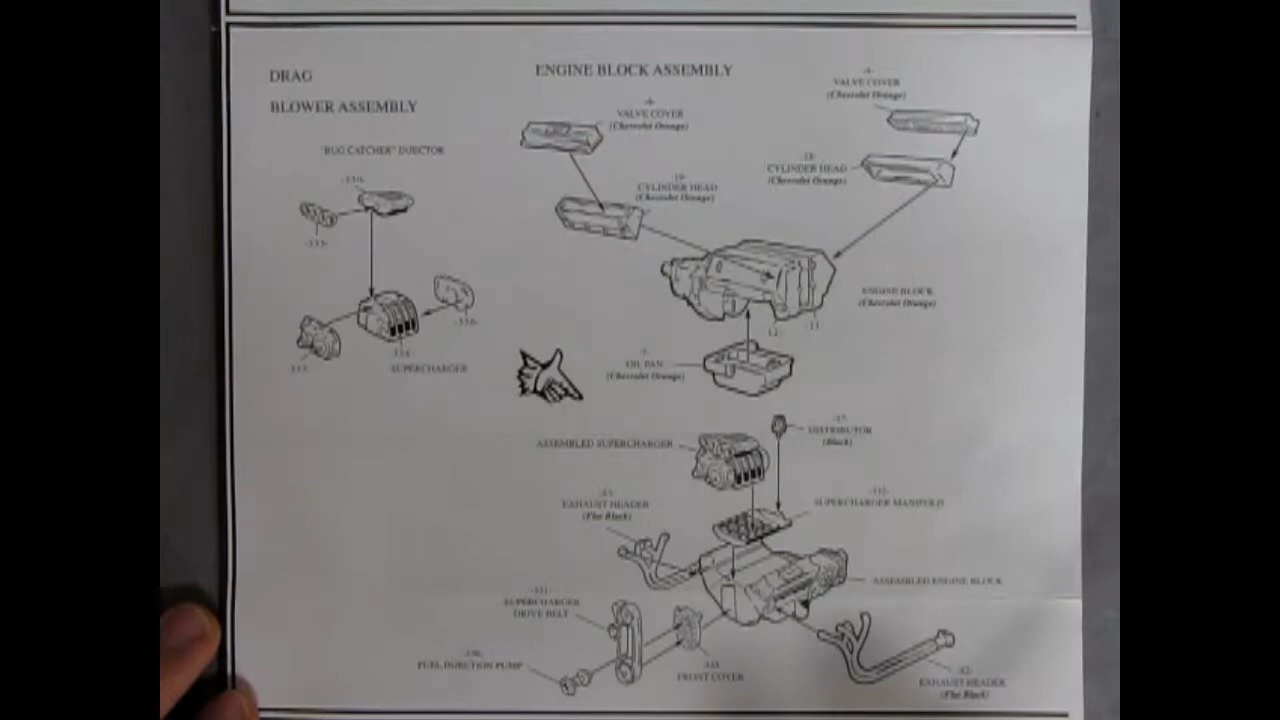 DRAG
BLOWER ASSEMBLY
"BUG CATCHER" INJECTOR
SUPERCHARGER
ENGINE BLOCK ASSEMBLY
VALVE COVER
(Chevrolet Orange)
CYLINDER HEAD
(Chevrolet Orange)
VALVE COVER
(Chevrolet Orange)
CYLINDER HEAD
(Chevrolet Orange)
ENGINE BLOCK
(Chevrolet Orange)
OIL PAN
(Chevrolet Orange)
-17-
DISTRIBUTOR
(Black)
ASSEMBLED SUPERCHARGER
SUPERCHARGER MANIFOLD
EXHAUST HEADER
(Flat Black)
ASSEMBLED ENGINE BLOCK
SUPERCHARGER
DRIVE BELT
FUEL INJECTION PUMP
FRONT COVER
EXHAUST HEADER
(Flat Black)